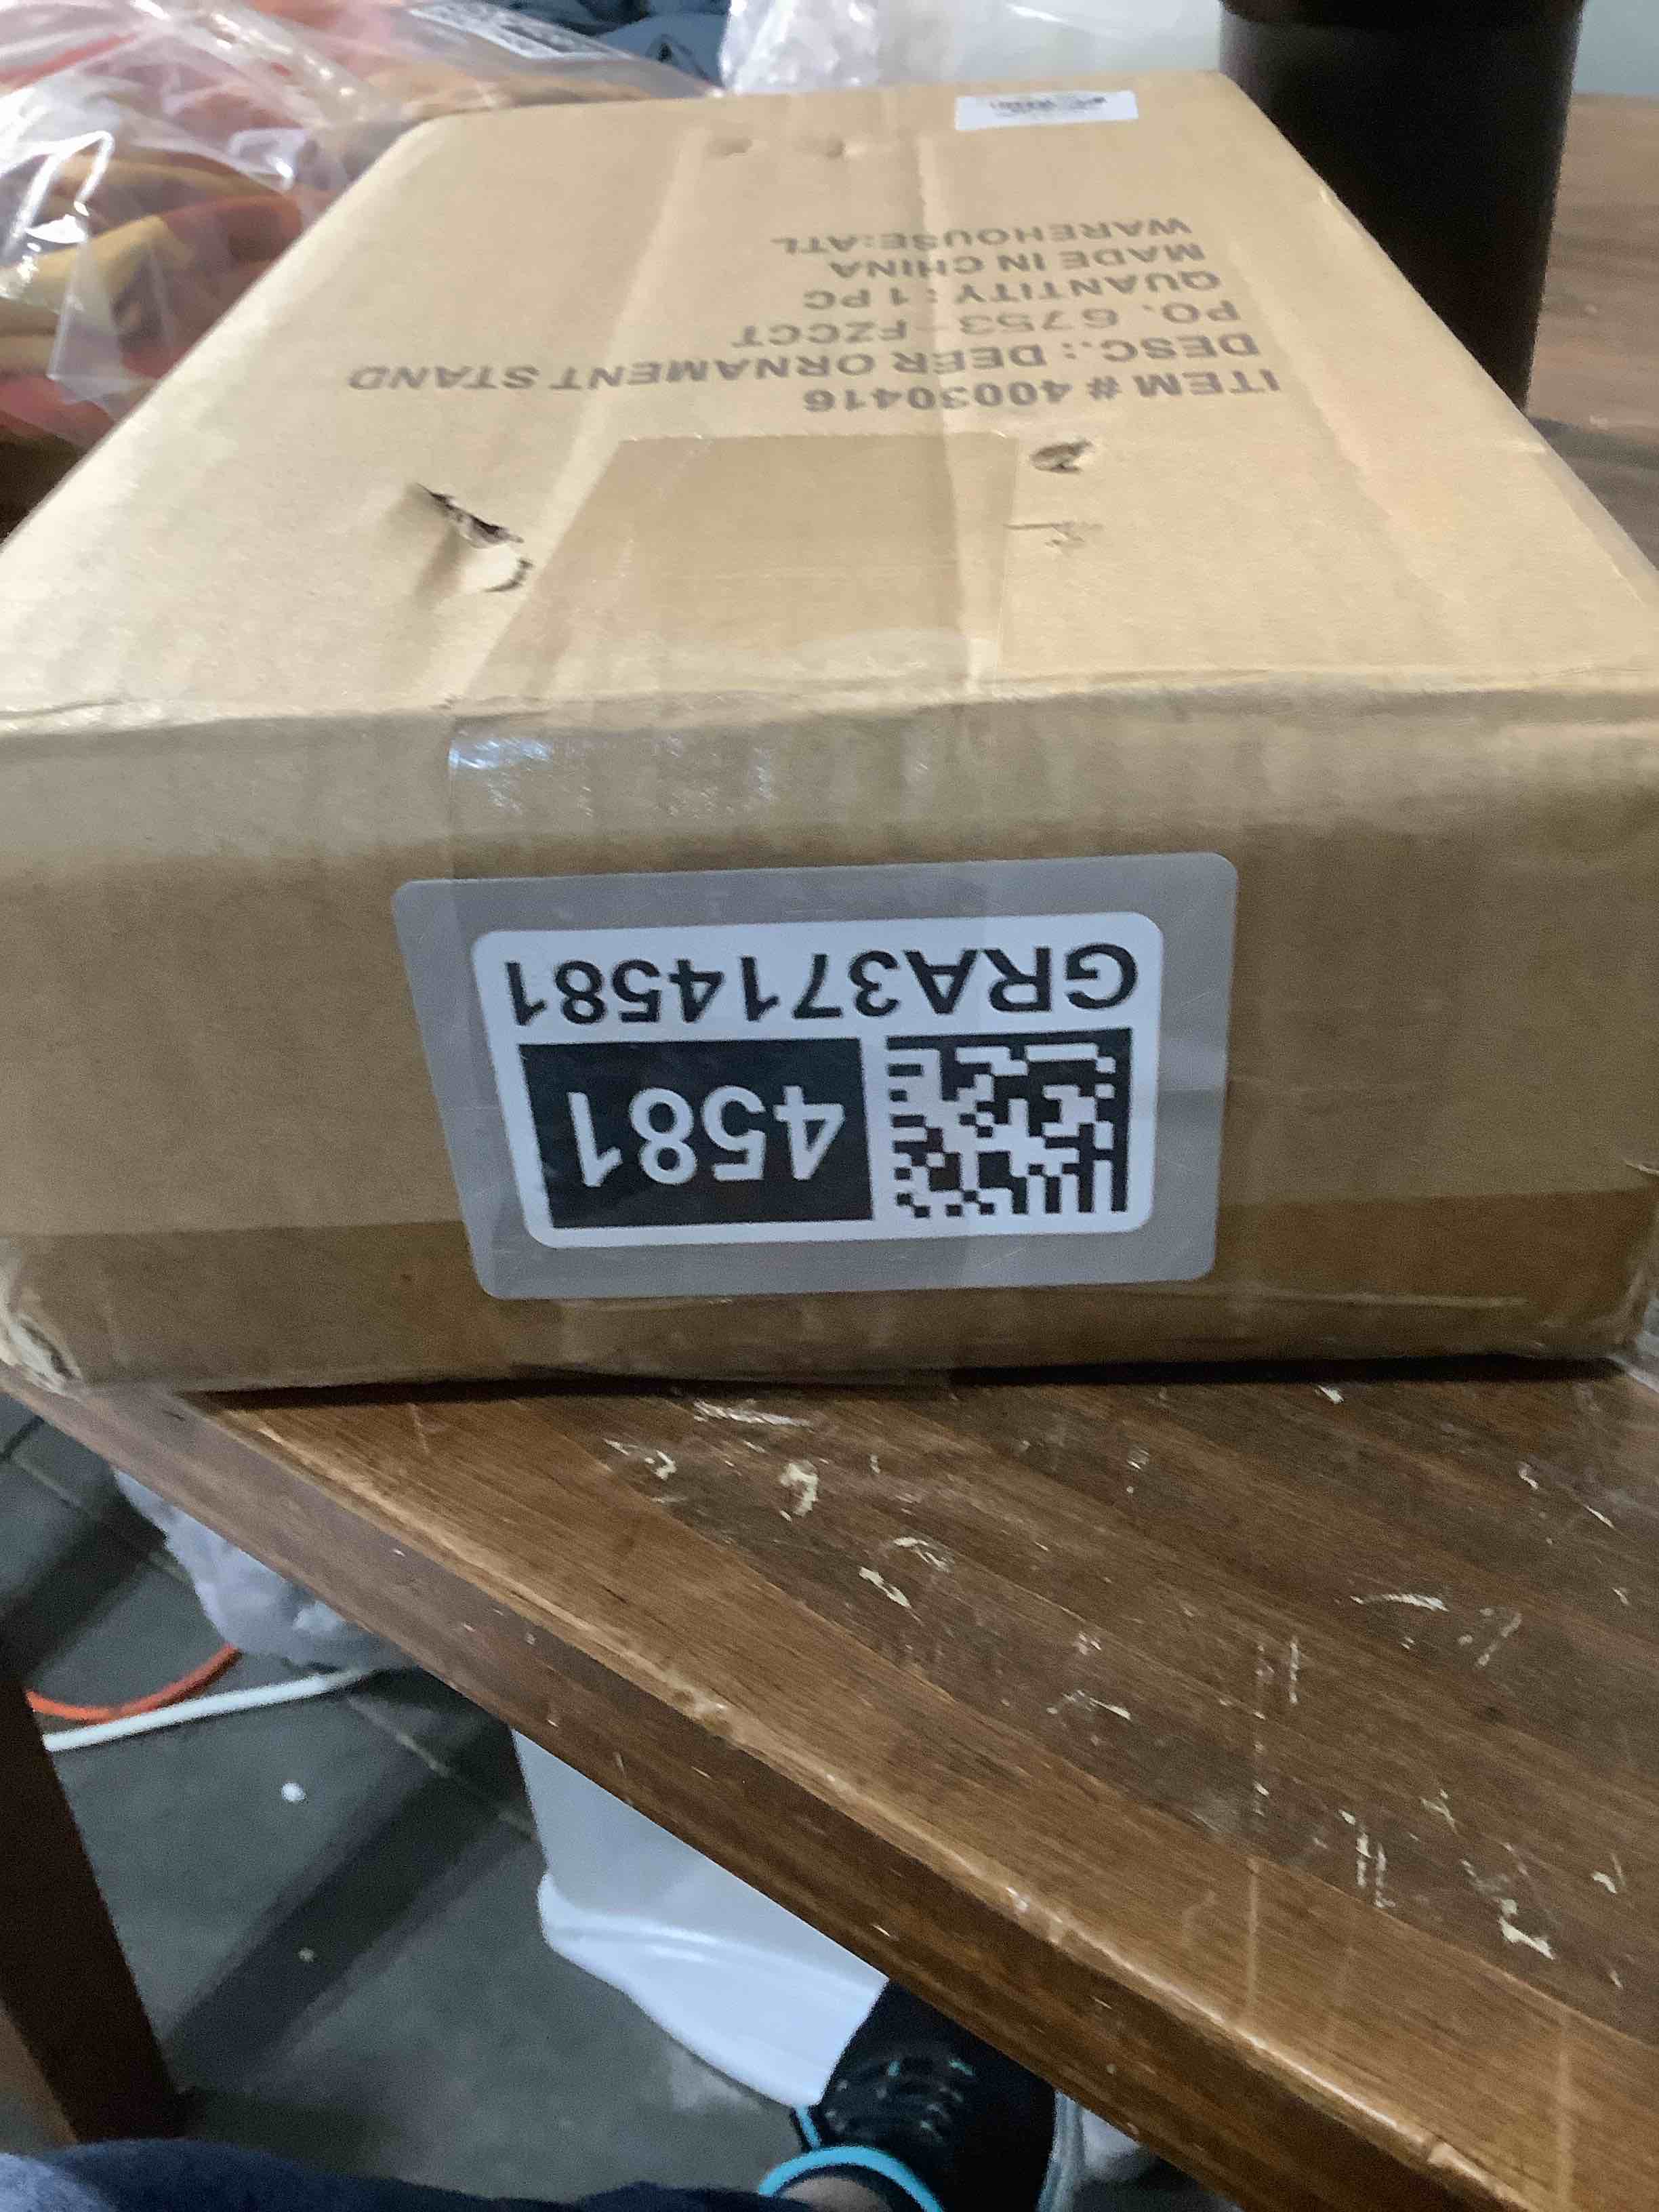 ITEM # 40030416
DESC.: DEER ORNAMENT STAND
PO. 6753-FZCCT
QUANTITY: 1 PC
MADE IN CHINA
WAREHOUSE:ATL
4581
GRA3714581